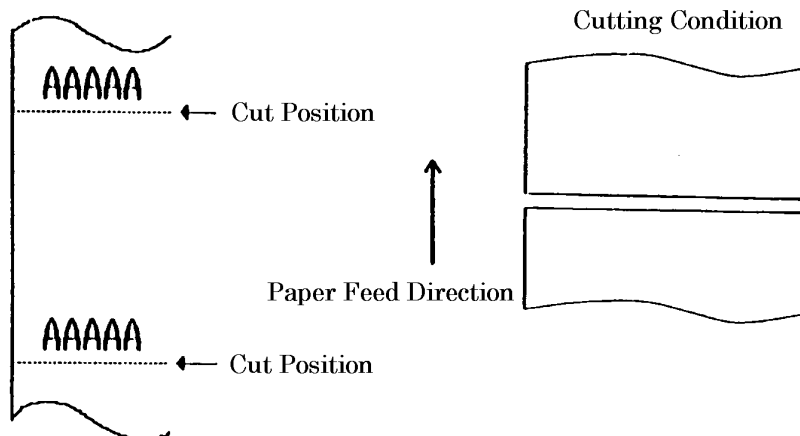 Cutting Condition
AAAAA
Cut Position
Paper Feed Direction
AAAAA
Cut Position